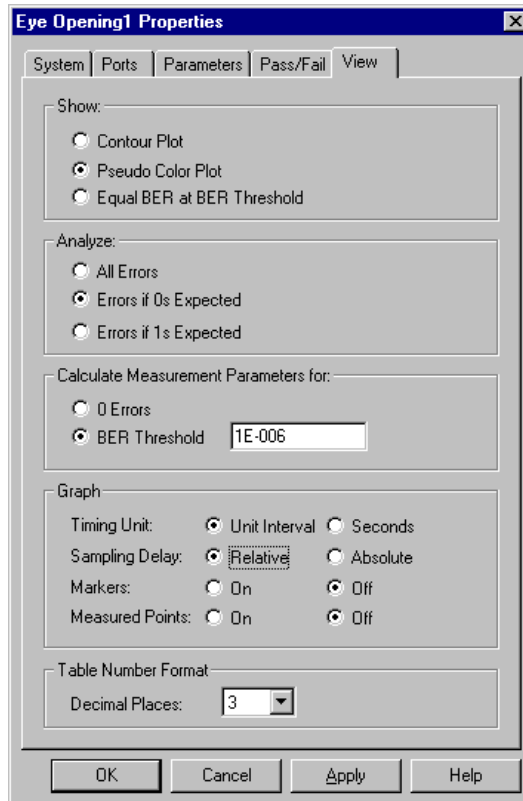 Eye Opening1 Properties
System Ports Parameters Pass/Fail View
Show:
Contour Plot
Pseudo Color Plot
Equal BER at BER Threshold
Analyze:
All Errors
Errors if 0s Expected
Errors if 1s Expected
Calculate Measurement Parameters for:
0 Errors
BER Threshold 1E-006
Graph
Timing Unit: Unit Interval Seconds
Sampling Delay: Relative Absolute
Markers: On Off
Measured Points: On Off
Table Number Format
Decimal Places: 3
OK Cancel Apply Help